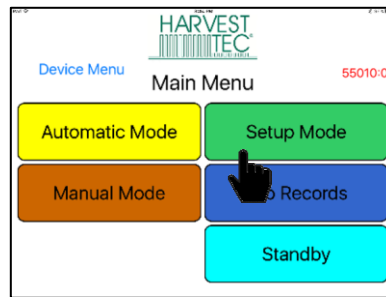 HARVEST
TEC
Device Menu
Main Menu
55010:0
Automatic Mode
Setup Mode
Manual Mode
Records
Standby